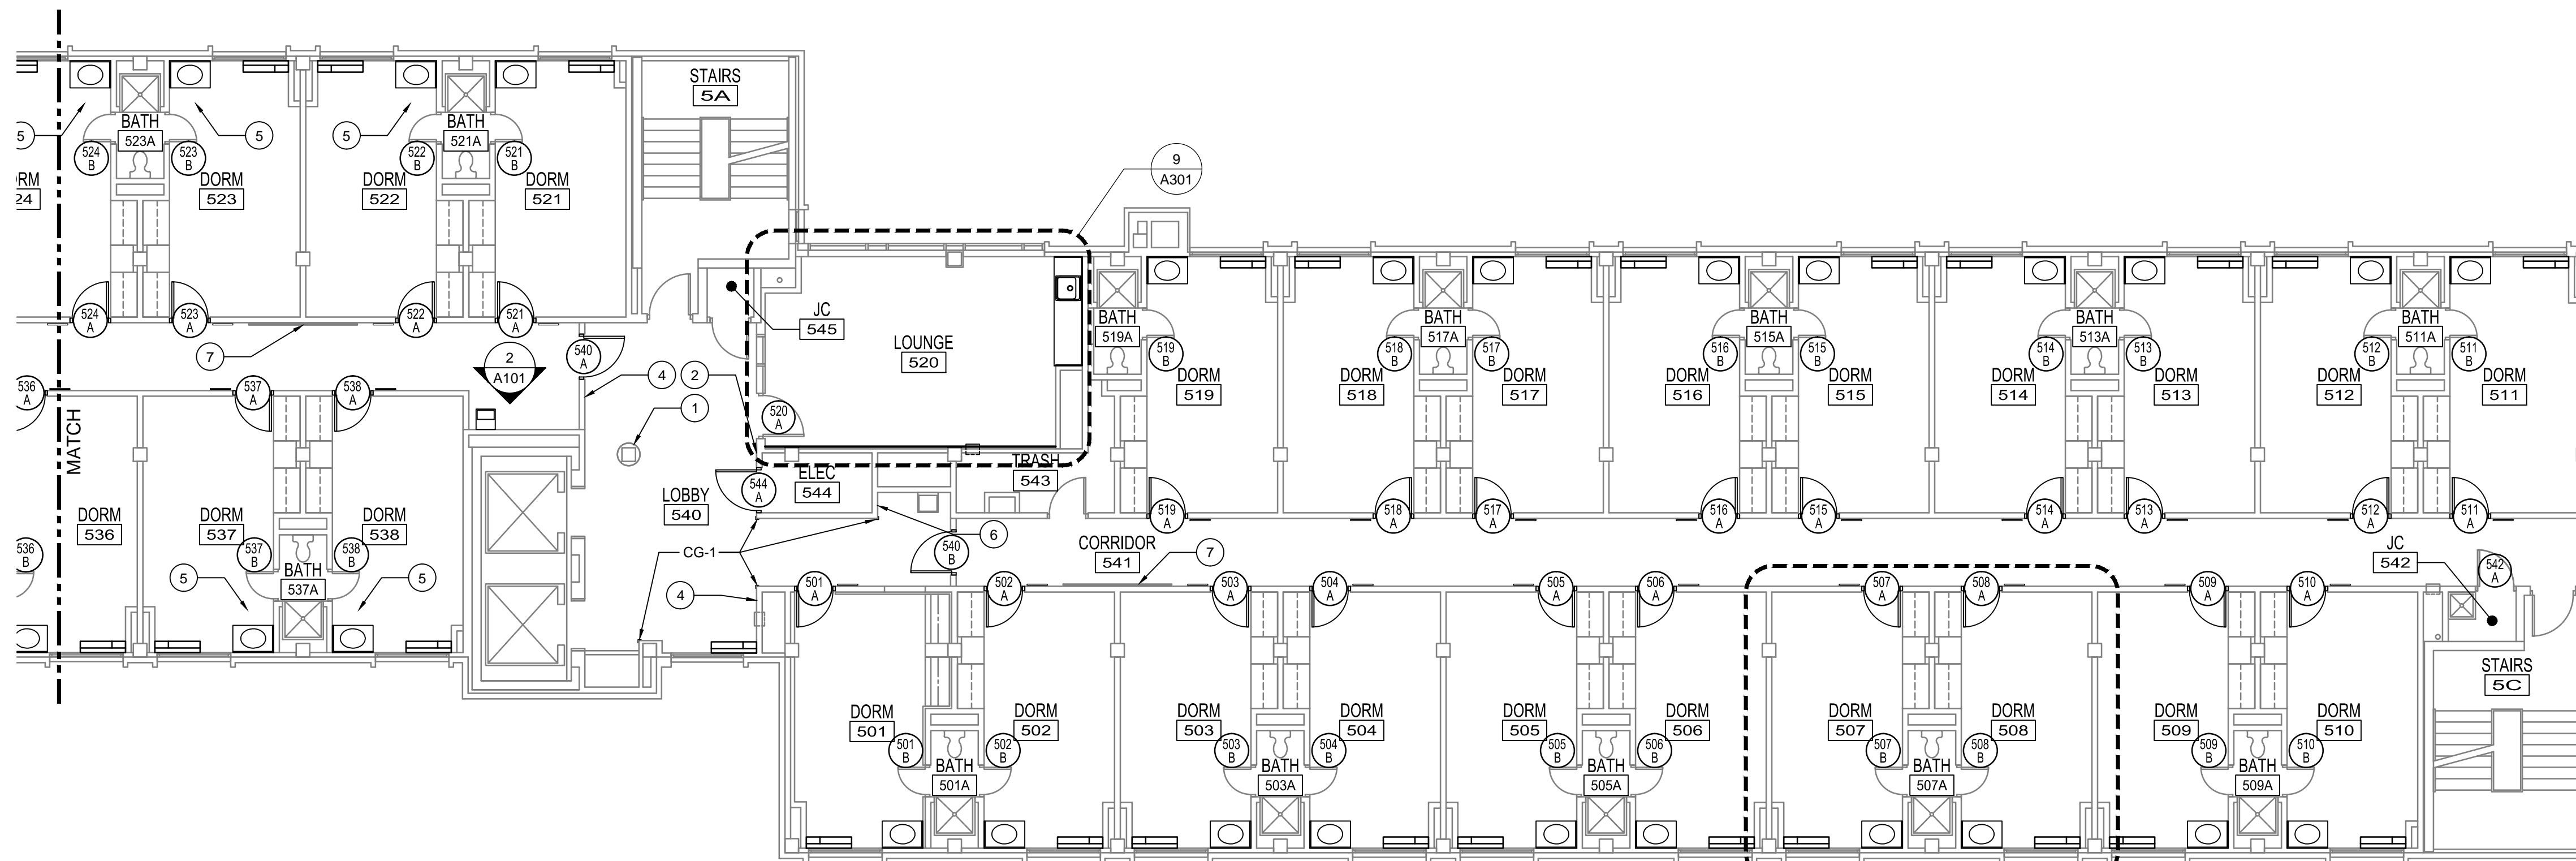 STAIRS
5A
BATH
523A
BATH
521A
5
5
5
524
B
523
B
522
B
521
B
DORM
523
DORM
522
DORM
521
9
A301
524
A
523
A
522
A
521
A
7
2
A101
540
A
4
2
1
JC
545
LOUNGE
520
520
A
BATH
519A
BATH
517A
BATH
515A
BATH
513A
BATH
511A
519
B
518
B
517
B
516
B
515
B
514
B
513
B
512
B
511
B
DORM
519
DORM
518
DORM
517
DORM
516
DORM
515
DORM
514
DORM
513
DORM
512
DORM
511
536
A
537
A
538
A
MATCH
TRASH
543
ELEC
544
544
A
LOBBY
540
DORM
536
DORM
537
DORM
538
519
A
518
A
517
A
516
A
515
A
514
A
513
A
512
A
511
A
536
B
537
B
538
B
BATH
537A
5
5
CG-1
540
B
6
CORRIDOR
541
7
JC
542
542
A
4
501
A
502
A
503
A
504
A
505
A
506
A
507
A
508
A
509
A
510
A
STAIRS
5C
DORM
501
DORM
502
DORM
503
DORM
504
DORM
505
DORM
506
DORM
507
DORM
508
DORM
509
DORM
510
501
B
502
B
503
B
504
B
505
B
506
B
507
B
508
B
509
B
510
B
BATH
501A
BATH
503A
BATH
505A
BATH
507A
BATH
509A